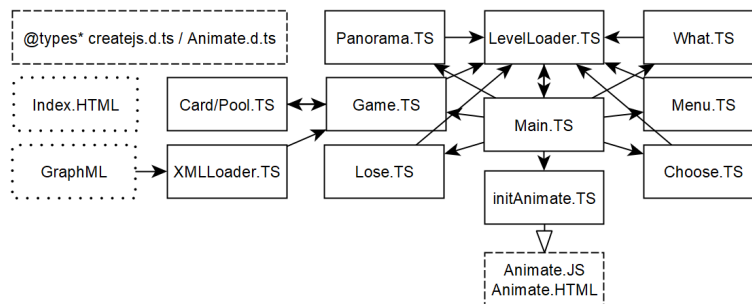 @types* createjs.d.ts / Animate.d.ts
Panorama.TS
LevelLoader.TS
What.TS
Index.HTML
Card/Pool.TS
Game.TS
Main.TS
Menu.TS
GraphML
XMLLoader.TS
Lose.TS
Choose.TS
initAnimate.TS
Animate.JS
Animate.HTML